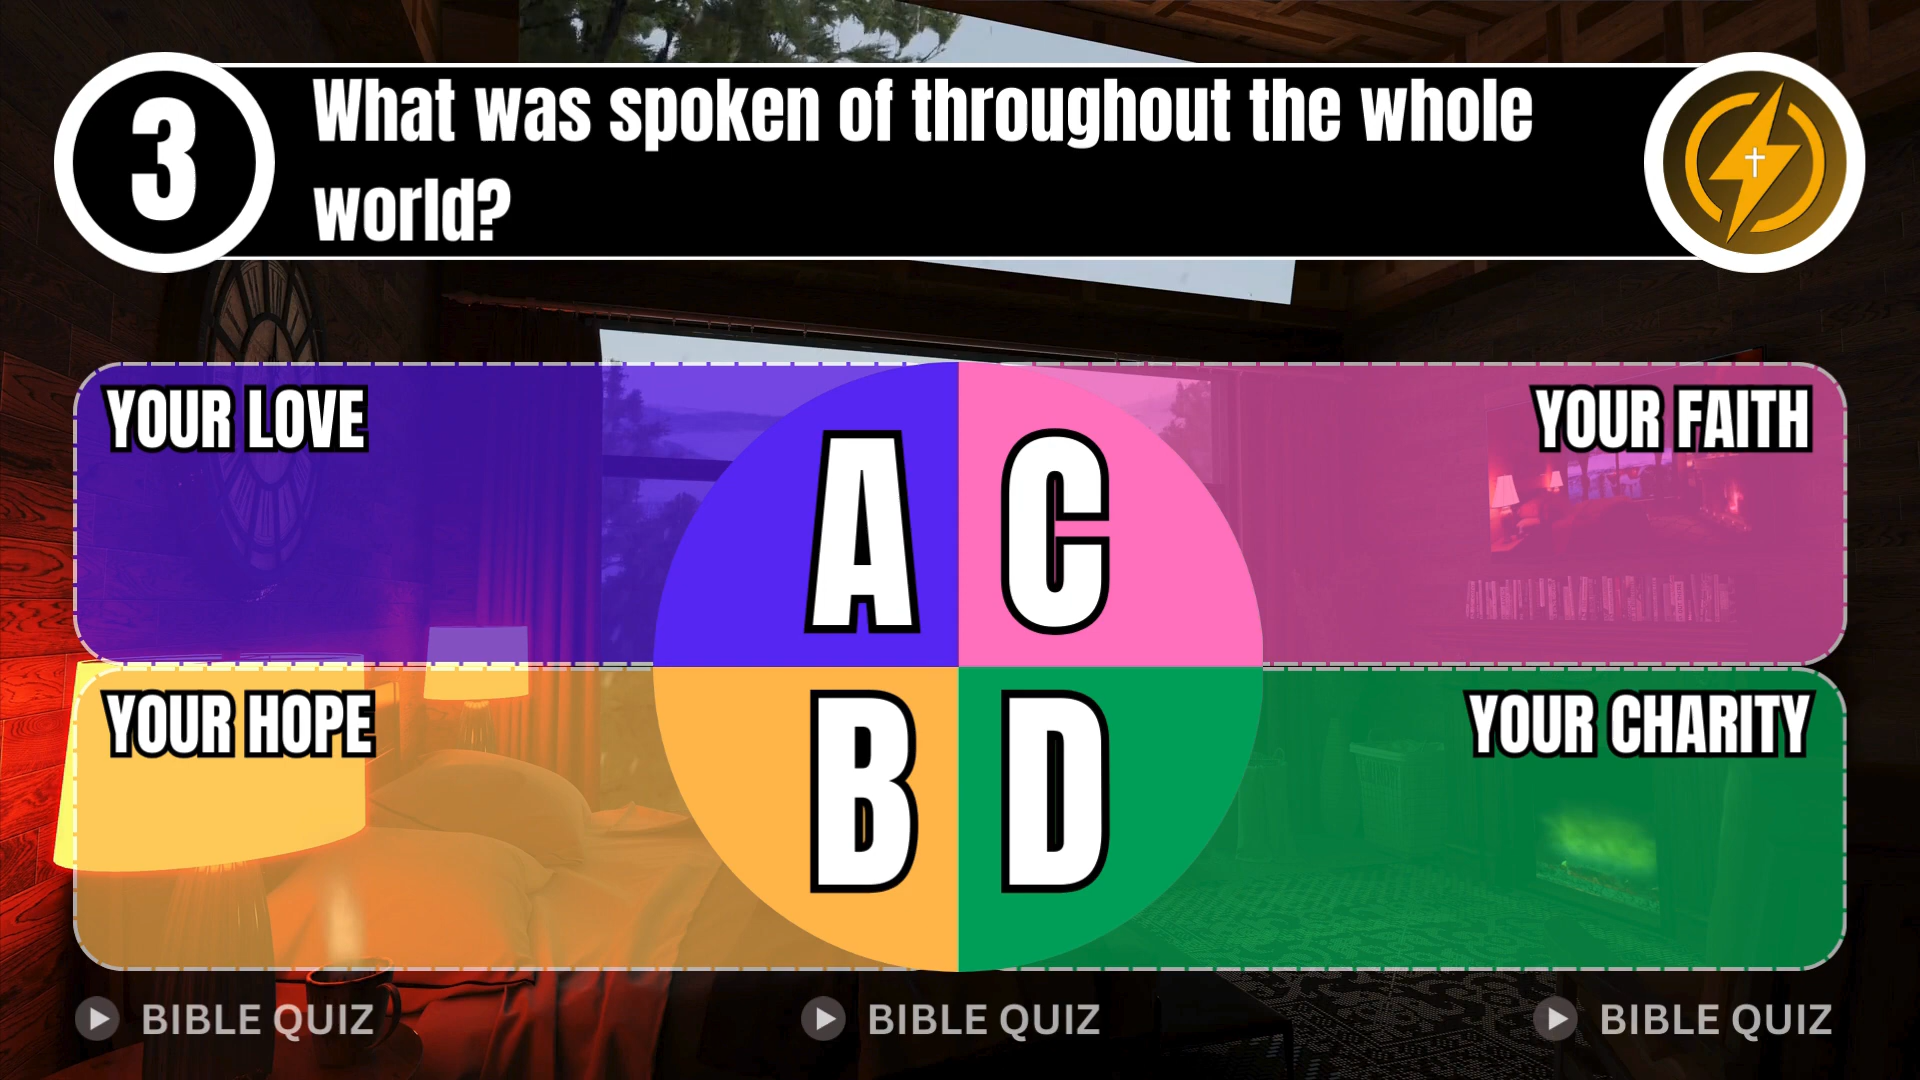 3
What was spoken of throughout the whole
world?
YOUR LOVE
A
C
YOUR FAITH
YOUR HOPE
B
D
YOUR CHARITY
BIBLE QUIZ
BIBLE QUIZ
BIBLE QUIZ